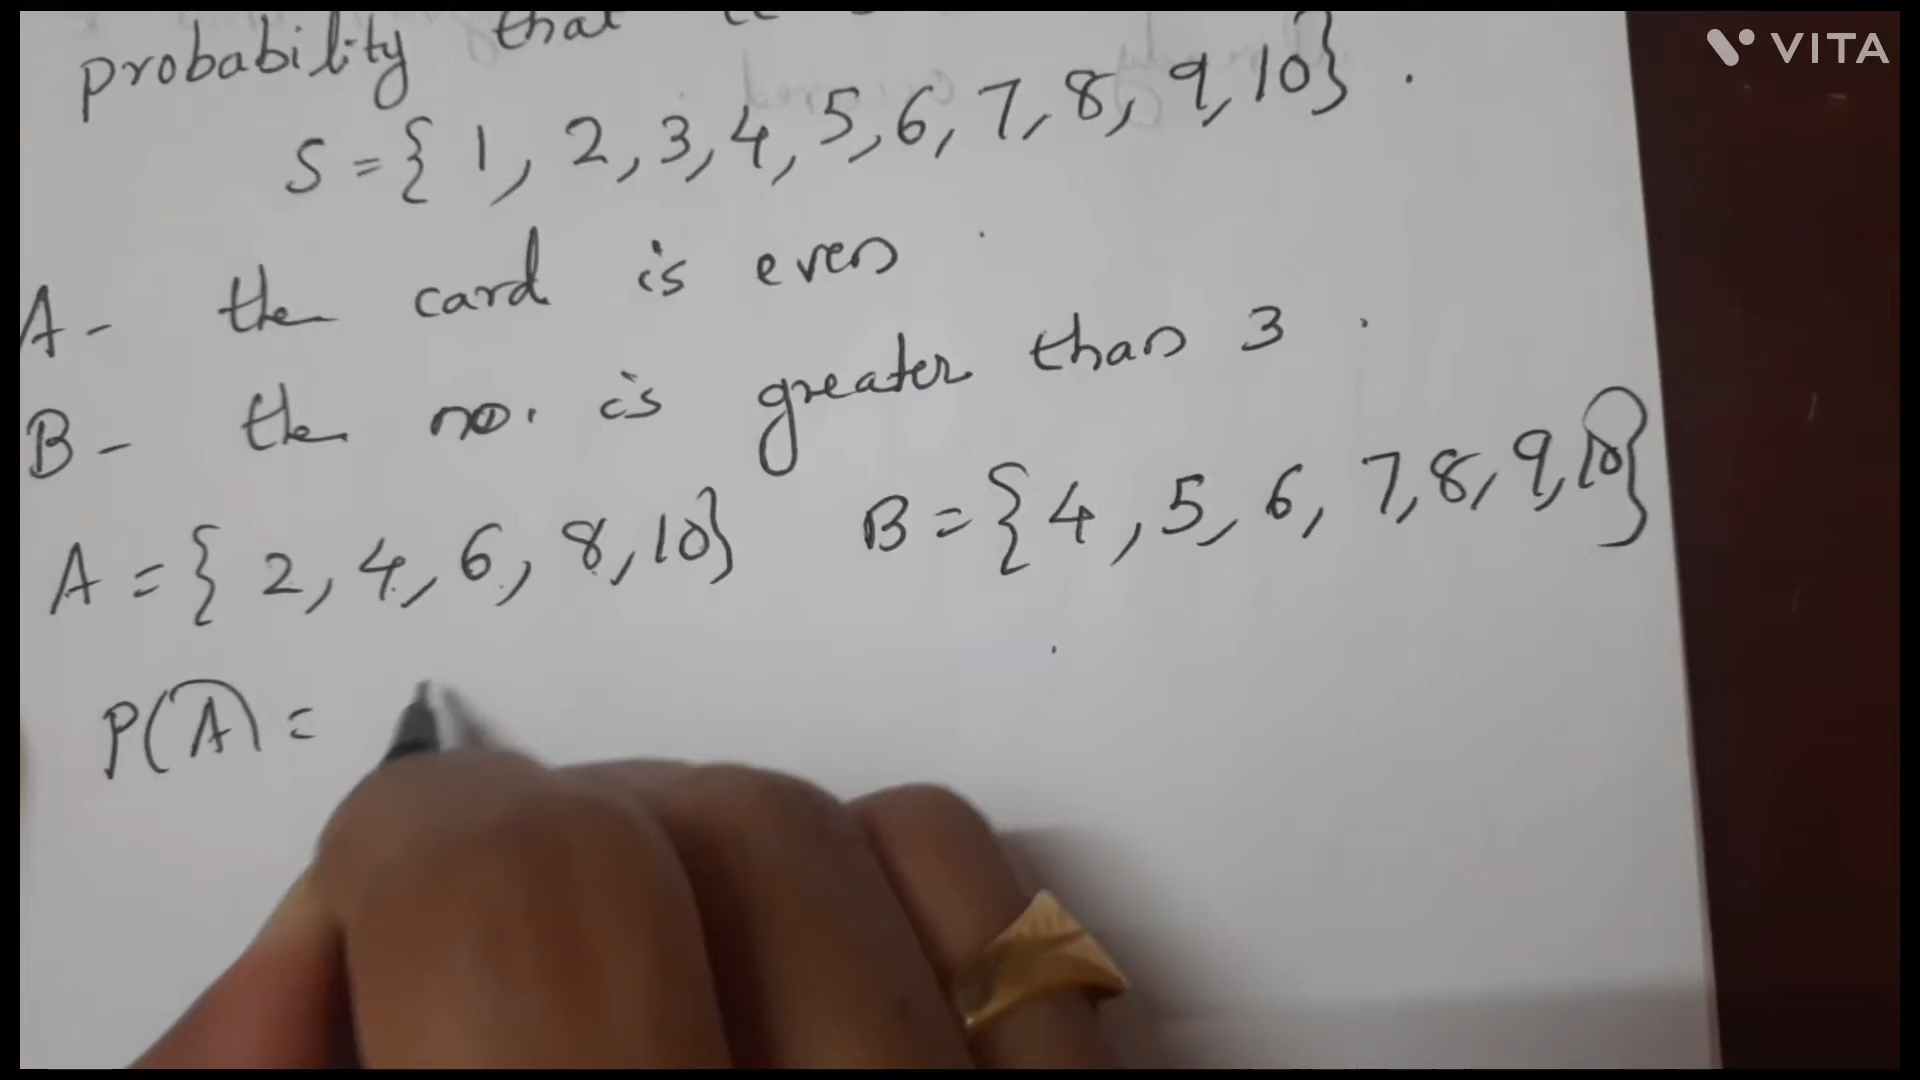 probability that
S = { 1, 2, 3, 4, 5, 6, 7, 8, 9, 10} .
A - the card is even .
B - the no. is greater than 3 .
A = { 2, 4, 6, 8, 10} B = { 4, 5, 6, 7, 8, 9, 10}
P(A) =
VITA